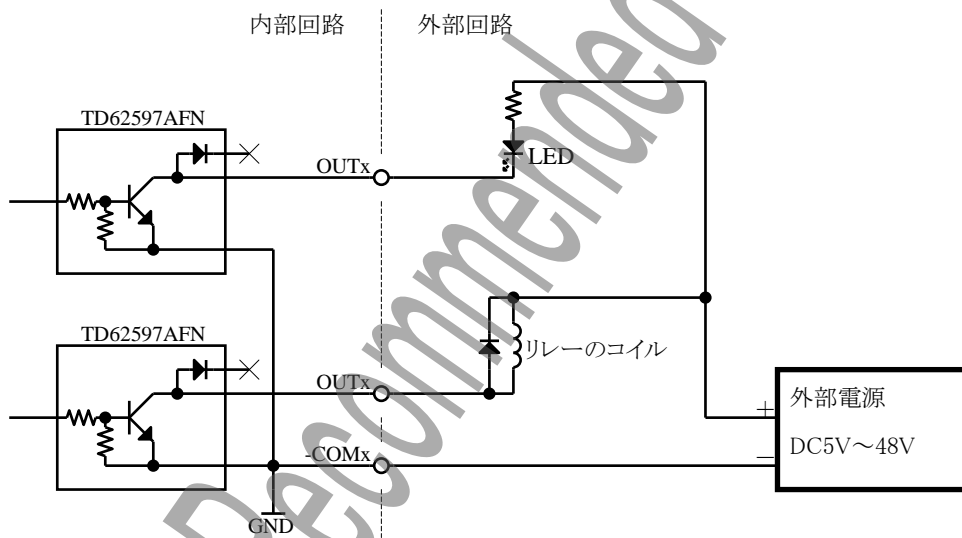 内部回路
外部回路
TD62597AFN
OUTx
LED
TD62597AFN
OUTx
リレーのコイル
-COMx
GND
+
外部電源
DC5V～48V
−
Recommended